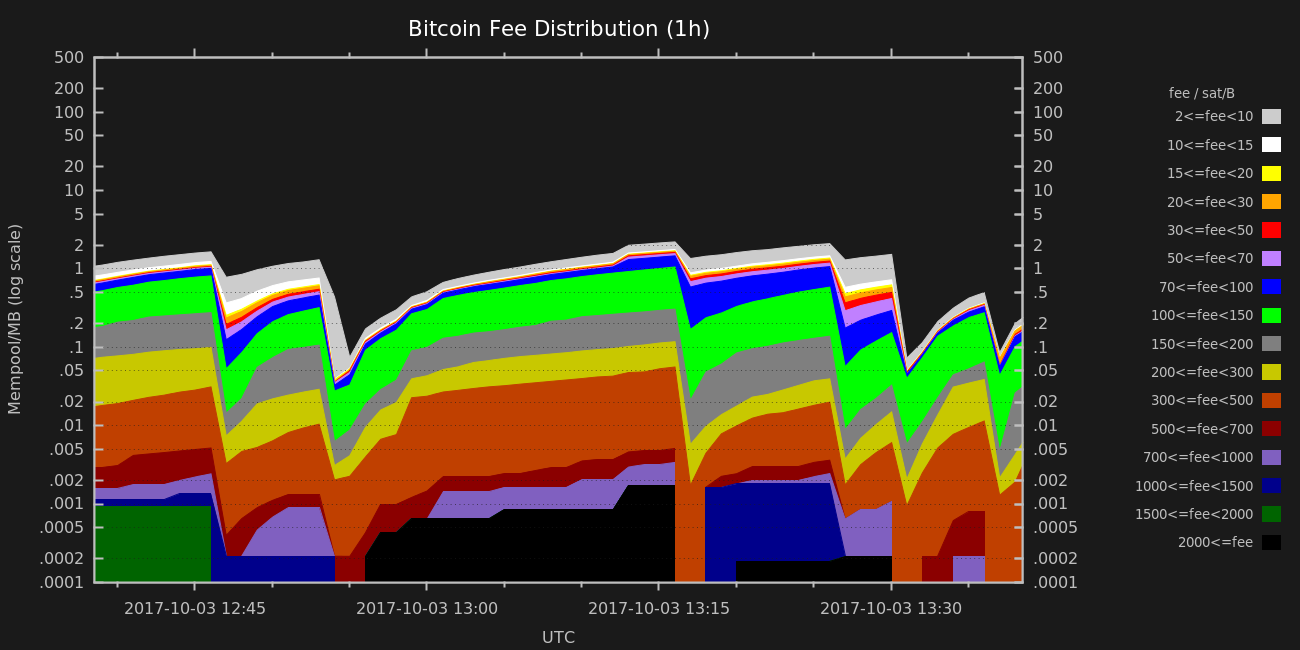 Bitcoin Fee Distribution (1h)
500 500
200 200
100 100
50 50
20 20
10 10
5 5
2 2
1 1
.5 .5
.2 .2
.1 .1
.05 .05
.02 .02
.01 .01
.005 .005
.002 .002
.001 .001
.0005 .0005
.0002 .0002
.0001 .0001
Mempool/MB (log scale)
2017-10-03 12:45 2017-10-03 13:00 2017-10-03 13:15 2017-10-03 13:30
UTC
fee / sat/B
2<=fee<10
10<=fee<15
15<=fee<20
20<=fee<30
30<=fee<50
50<=fee<70
70<=fee<100
100<=fee<150
150<=fee<200
200<=fee<300
300<=fee<500
500<=fee<700
700<=fee<1000
1000<=fee<1500
1500<=fee<2000
2000<=fee